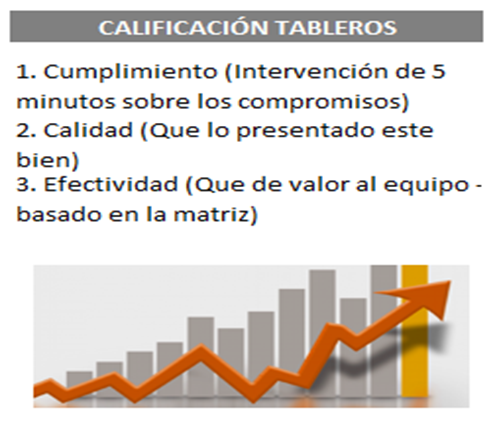 CALIFICACIÓN TABLEROS
1. Cumplimiento (Intervención de 5
minutos sobre los compromisos)
2. Calidad (Que lo presentado este
bien)
3. Efectividad (Que de valor al equipo -
basado en la matriz)